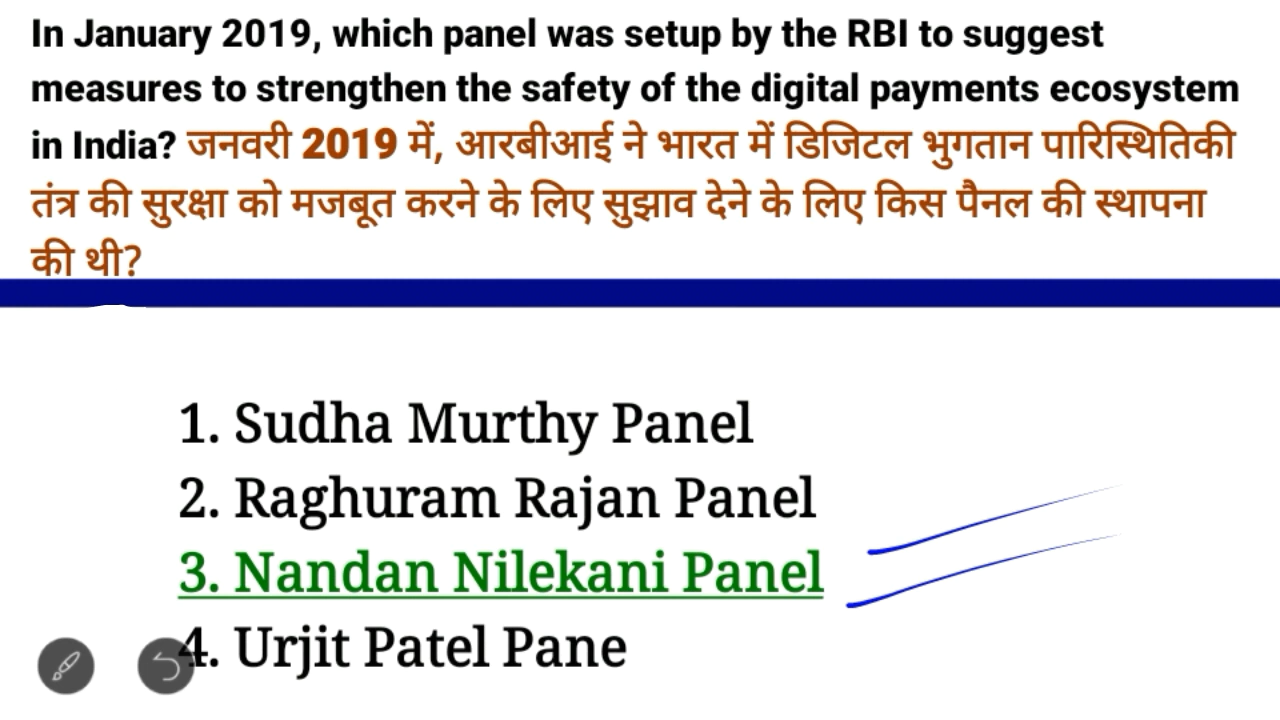 In January 2019, which panel was setup by the RBI to suggest
measures to strengthen the safety of the digital payments ecosystem
in India? जनवरी 2019 में, आरबीआई ने भारत में डिजिटल भुगतान पारिस्थितिकी
तंत्र की सुरक्षा को मजबूत करने के लिए सुझाव देने के लिए किस पैनल की स्थापना
की थी?
1. Sudha Murthy Panel
2. Raghuram Rajan Panel
3. Nandan Nilekani Panel
4. Urjit Patel Pane